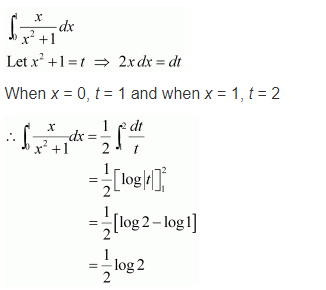 ∫₀¹ x/(x² + 1) dx
Let x² + 1 = t ⇒ 2x dx = dt
When x = 0, t = 1 and when x = 1, t = 2
∴ ∫₀¹ x/(x² + 1) dx = 1/2 ∫₁² dt/t
= 1/2 [log|t|]₁²
= 1/2 [log 2 − log 1]
= 1/2 log 2